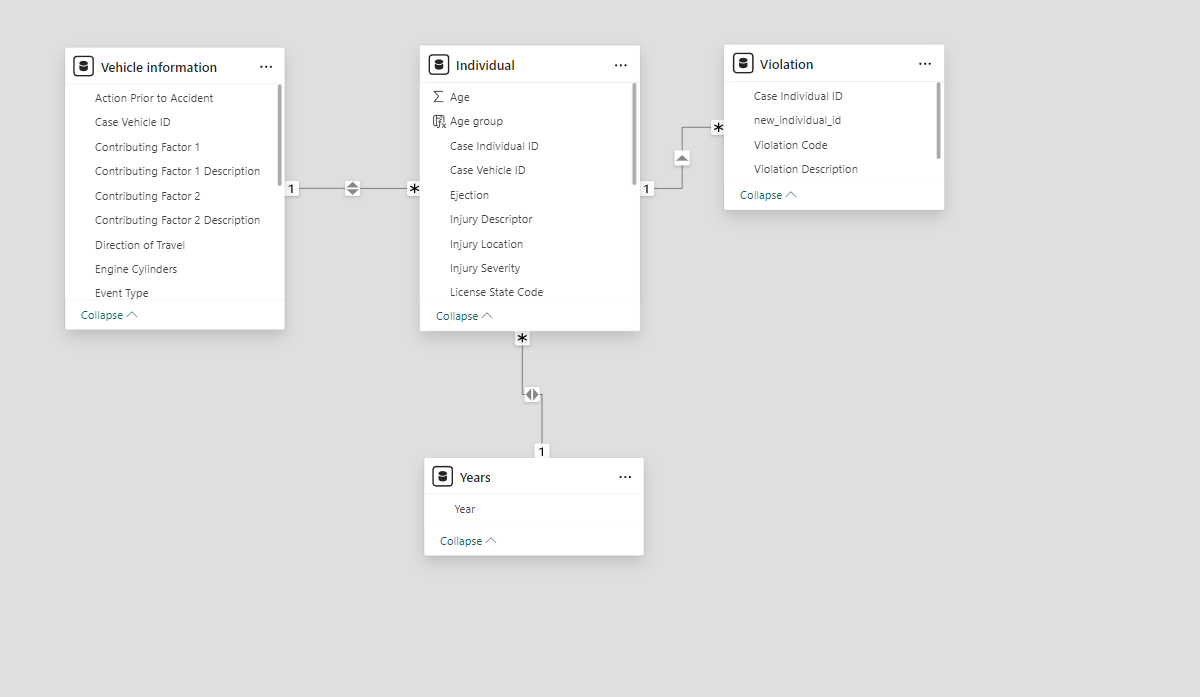 Vehicle information
Action Prior to Accident
Case Vehicle ID
Contributing Factor 1
Contributing Factor 1 Description
Contributing Factor 2
Contributing Factor 2 Description
Direction of Travel
Engine Cylinders
Event Type
Collapse
1
*
Individual
Age
Age group
Case Individual ID
Case Vehicle ID
Ejection
Injury Descriptor
Injury Location
Injury Severity
License State Code
Collapse
1
*
Violation
Case Individual ID
new_individual_id
Violation Code
Violation Description
Collapse
*
1
Years
Year
Collapse